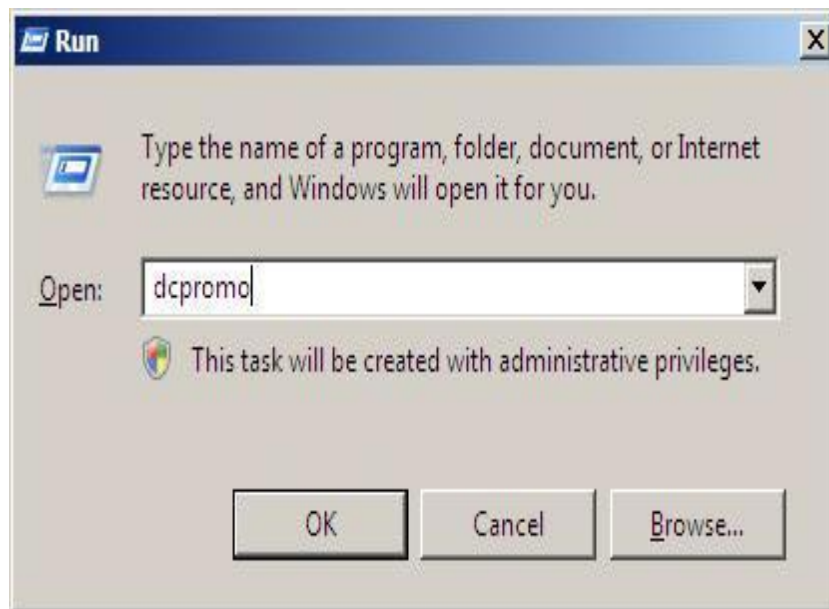 Run
Type the name of a program, folder, document, or Internet
resource, and Windows will open it for you.
Open:
dcpromo
This task will be created with administrative privileges.
OK
Cancel
Browse...